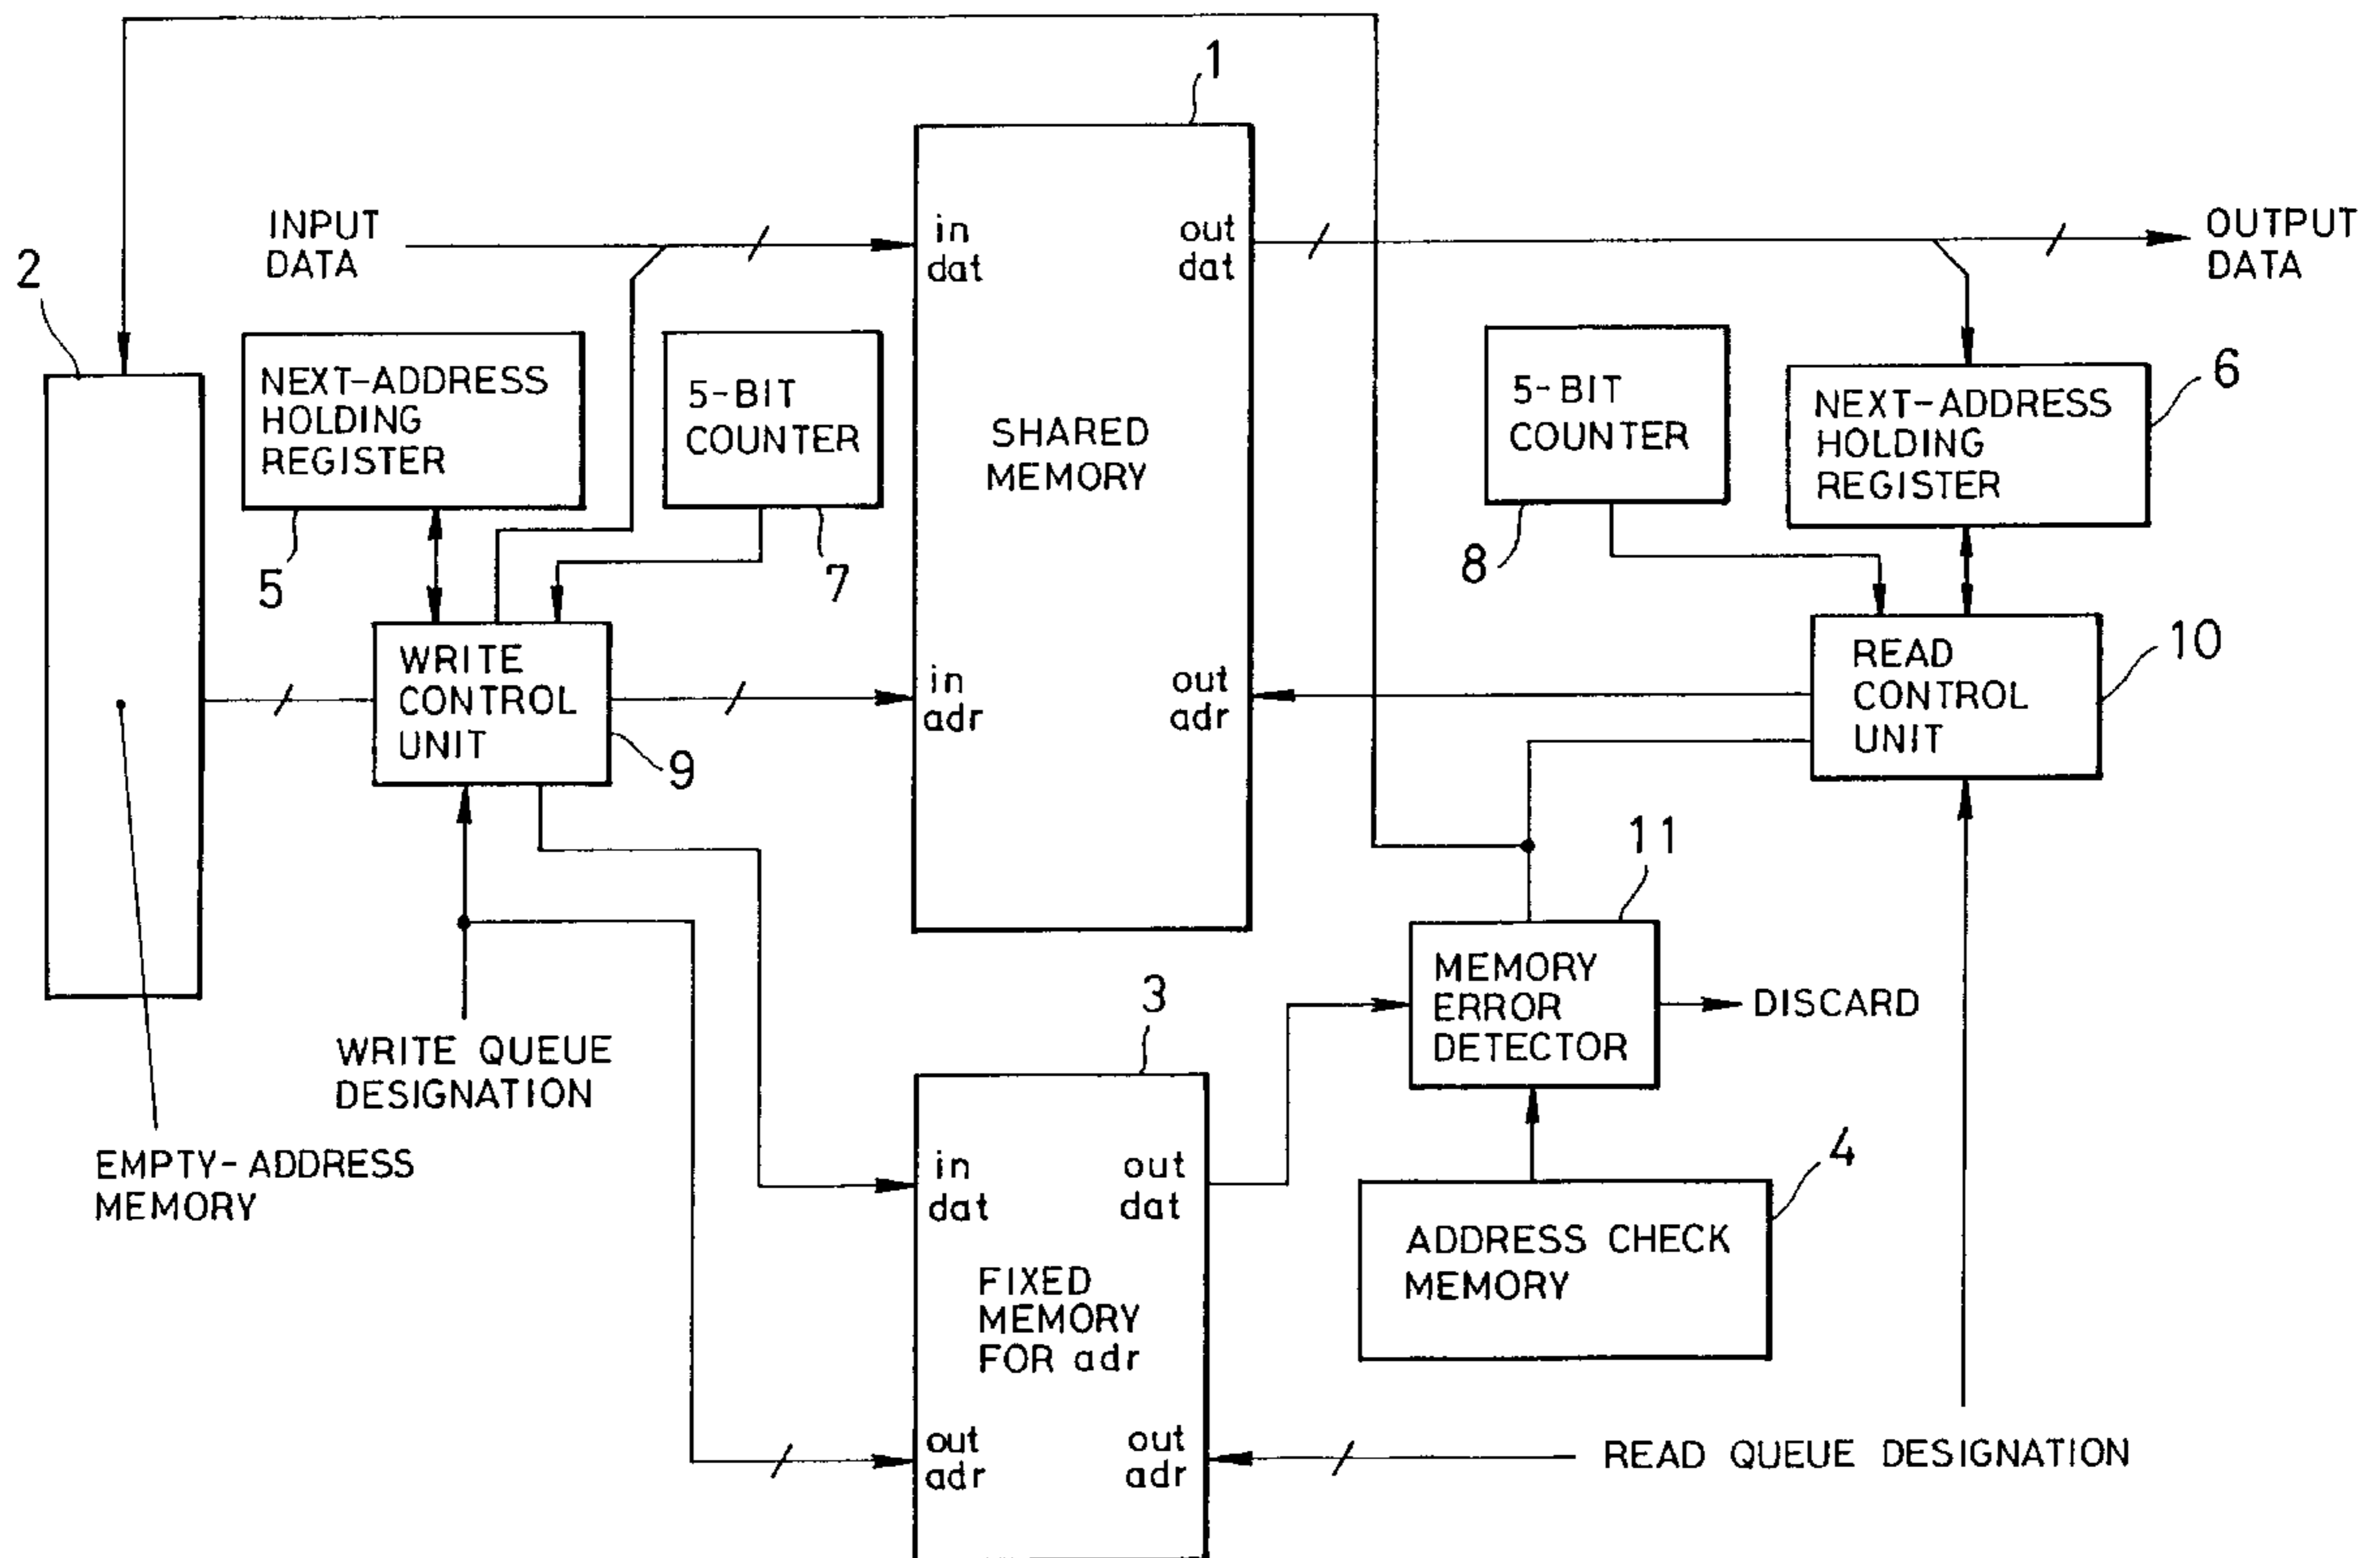 1
INPUT
DATA
in
dat
out
dat
OUTPUT
DATA
2
NEXT-ADDRESS
HOLDING
REGISTER
5-BIT
COUNTER
SHARED
MEMORY
5-BIT
COUNTER
NEXT-ADDRESS
HOLDING
REGISTER
6
5
7
8
WRITE
CONTROL
UNIT
in
adr
out
adr
READ
CONTROL
UNIT
10
9
11
MEMORY
ERROR
DETECTOR
DISCARD
WRITE QUEUE
DESIGNATION
3
EMPTY-ADDRESS
MEMORY
in
dat
out
dat
4
ADDRESS CHECK
MEMORY
FIXED
MEMORY
FOR adr
out
adr
out
adr
READ QUEUE DESIGNATION